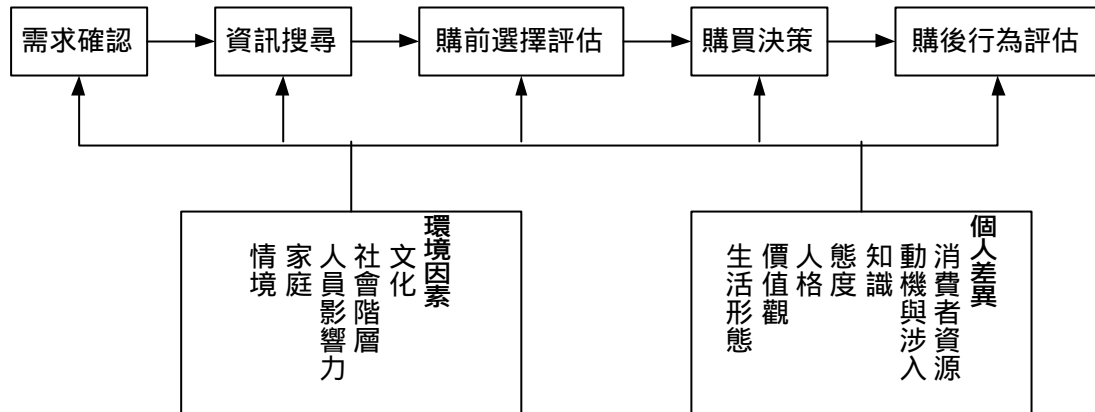 需求確認
資訊搜尋
購前選擇評估
購買決策
購後行為評估
環境因素
文化
社會階層
人員影響力
家庭
情境
個人差異
消費者資源
動機與涉入
知識
態度
人格
價值觀
生活形態